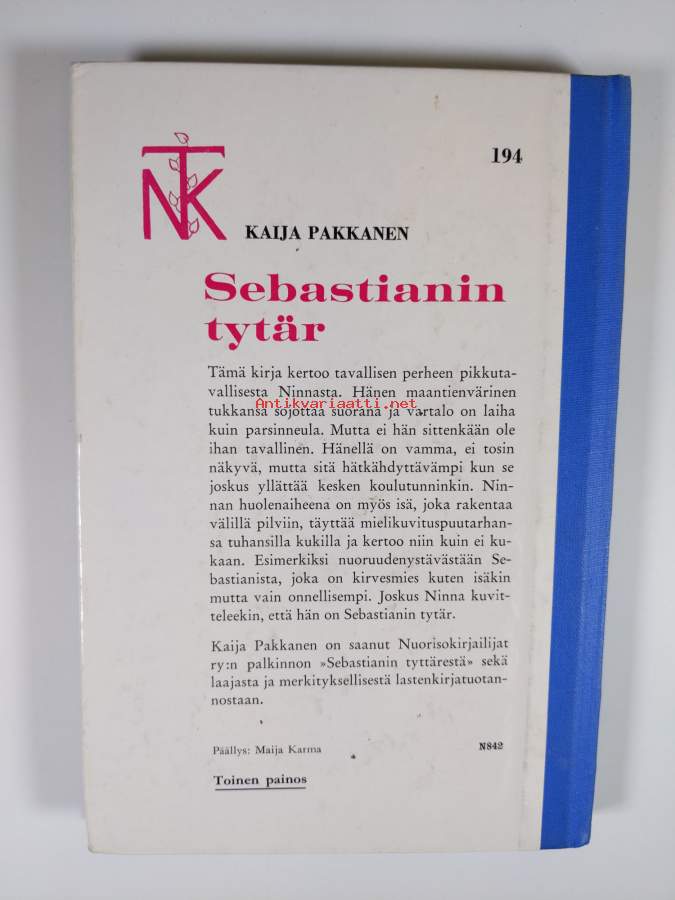 NTK
194
KAIJA PAKKANEN
Sebastianin
tytär
Tämä kirja kertoo tavallisen perheen pikkuta-
vallisesta Ninnasta. Hänen maantienvärinen
Antikvariaatti.net
tukkansa sojottaa suorana ja vartalo on laiha
kuin parsinneula. Mutta ei hän sittenkään ole
ihan tavallinen. Hänellä on vamma, ei tosin
näkyvä, mutta sitä hätkähdyttävämpi kun se
joskus yllättää kesken koulutunninkin. Nin-
nan huolenaiheena on myös isä, joka rakentaa
välillä pilviin, täyttää mielikuvituspuutarhan-
sa tuhansilla kukilla ja kertoo niin kuin ei ku-
kaan. Esimerkiksi nuoruudenystävästään Se-
bastianista, joka on kirvesmies kuten isäkin
mutta vain onnellisempi. Joskus Ninna kuvit-
teleekin, että hän on Sebastianin tytär.
Kaija Pakkanen on saanut Nuorisokirjailijat
ry:n palkinnon »Sebastianin tyttärestä» sekä
laajasta ja merkityksellisestä lastenkirjatuotan-
nostaan.
Päällys: Maija Karma
N842
Toinen painos